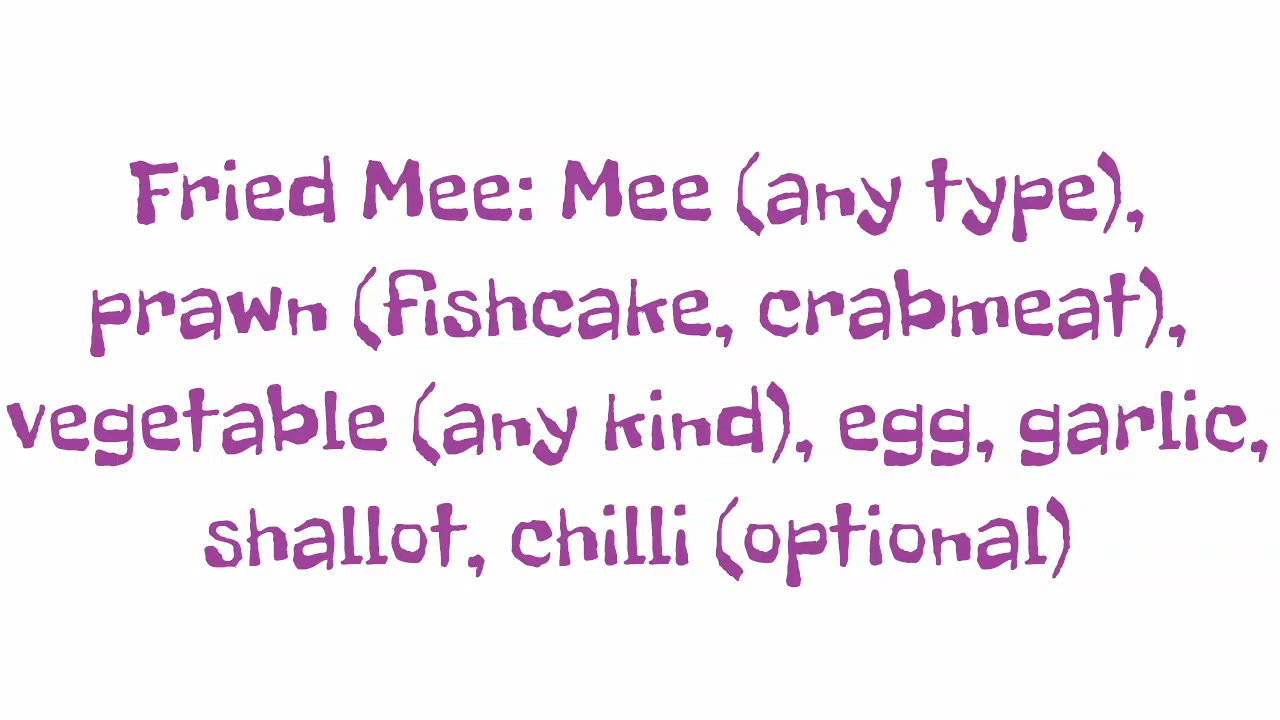 Fried Mee: Mee (any type),
prawn (fishcake, crabmeat),
vegetable (any kind), egg, garlic,
shallot, chilli (optional)